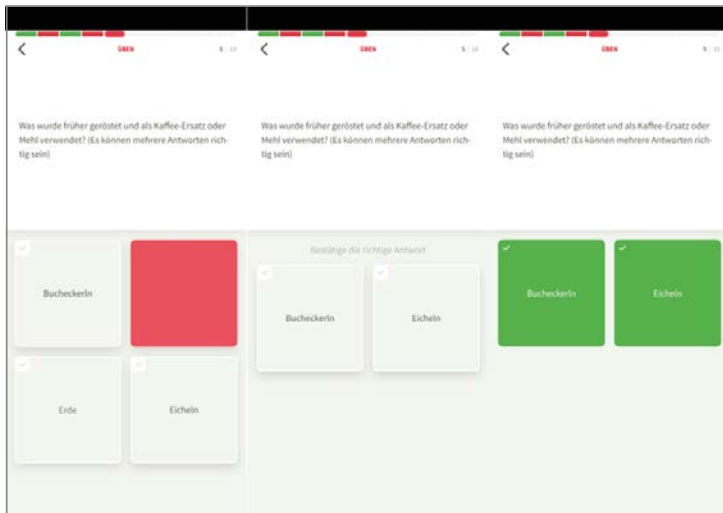 ÜBEN
5 | 10
Was wurde früher geröstet und als Kaffee-Ersatz oder
Mehl verwendet? (Es können mehrere Antworten rich-
tig sein)
Bucheckerln
Erde
Eicheln
ÜBEN
5 | 10
Was wurde früher geröstet und als Kaffee-Ersatz oder
Mehl verwendet? (Es können mehrere Antworten rich-
tig sein)
Bestätige die richtige Antwort
Bucheckerln
Eicheln
ÜBEN
5 | 10
Was wurde früher geröstet und als Kaffee-Ersatz oder
Mehl verwendet? (Es können mehrere Antworten rich-
tig sein)
Bucheckerln
Eicheln